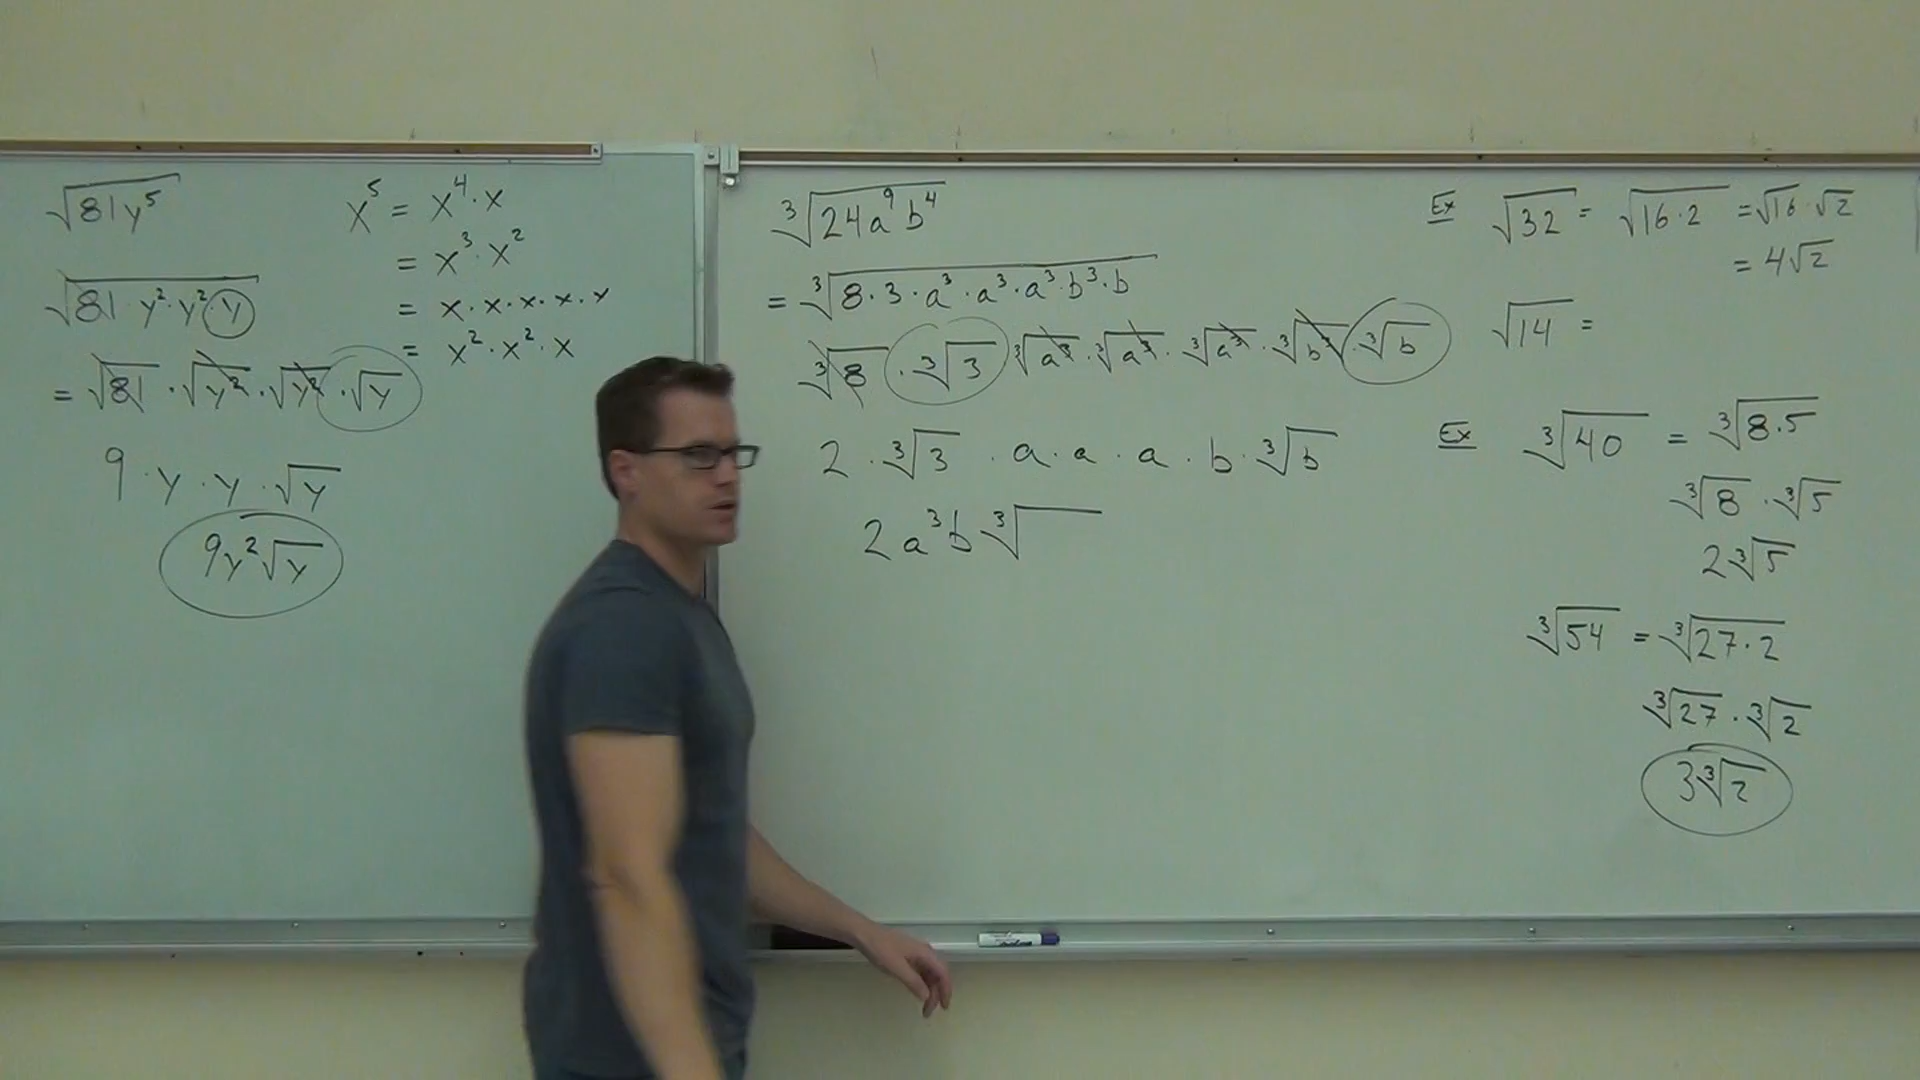 √81y⁵
√81·y²·y²·y
= √81·√y²·√y²·√y
9·y·y·√y
9y²√y
x⁵ = x⁴·x
= x³·x²
= x·x·x·x·x
= x²·x²·x
∛24a⁹b⁴
= ∛8·3·a³·a³·a³·b³·b
∛8·∛3·∛a³·∛a³·∛a³·∛b³·∛b
2·∛3·a·a·a·b·∛b
2a³b∛
Ex √32 = √16·2 = √16·√2
= 4√2
√14 =
Ex ∛40 = ∛8·5
∛8·∛5
2∛5
∛54 = ∛27·2
∛27·∛2
3∛2